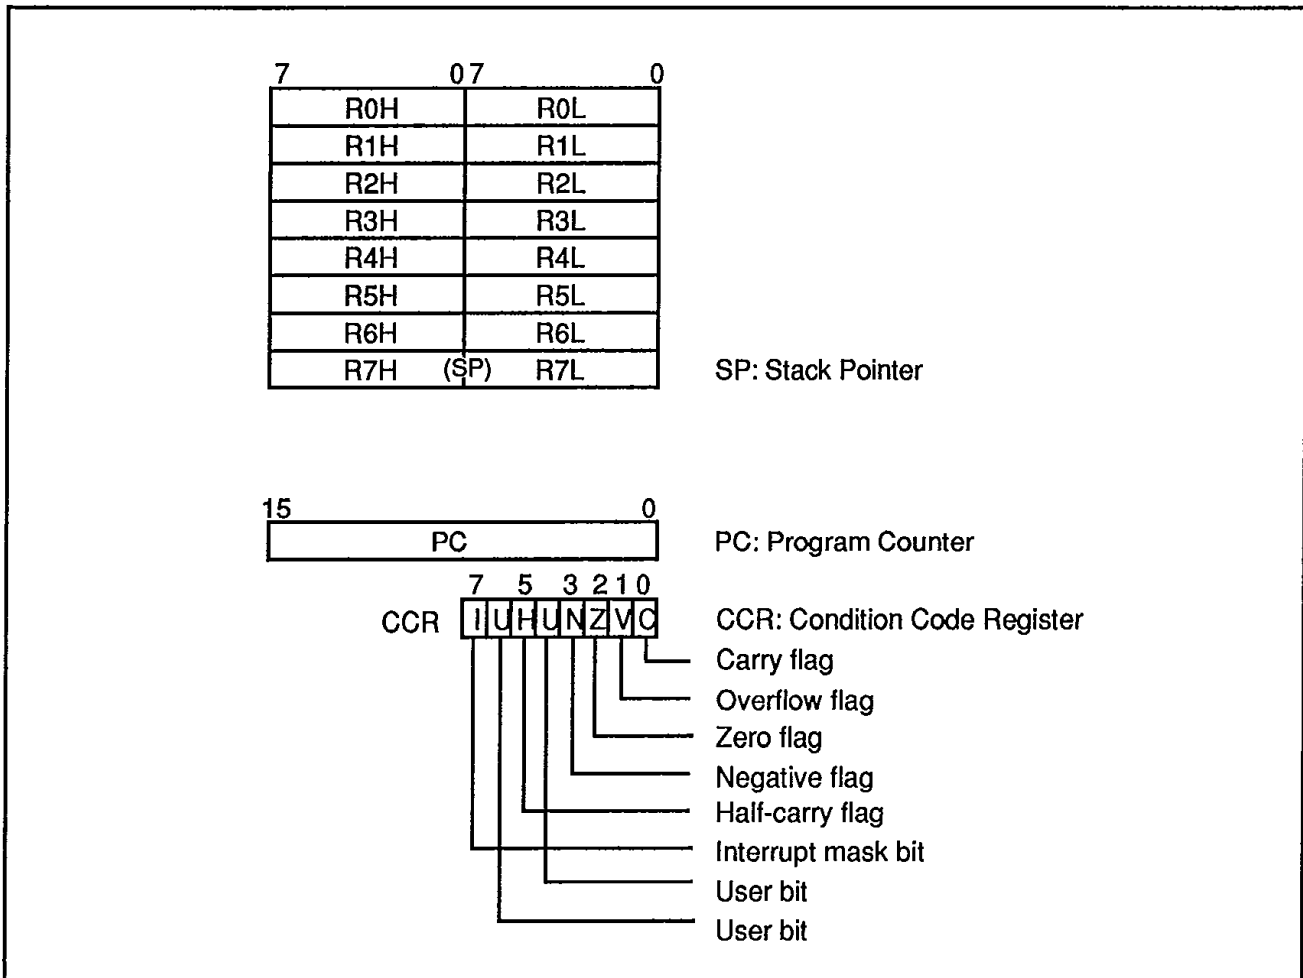 7 0 7 0
R0H R0L
R1H R1L
R2H R2L
R3H R3L
R4H R4L
R5H R5L
R6H R6L
R7H (SP) R7L SP: Stack Pointer
15 0
PC PC: Program Counter
7 5 3 2 1 0
CCR I U H U N Z V C CCR: Condition Code Register
Carry flag
Overflow flag
Zero flag
Negative flag
Half-carry flag
Interrupt mask bit
User bit
User bit